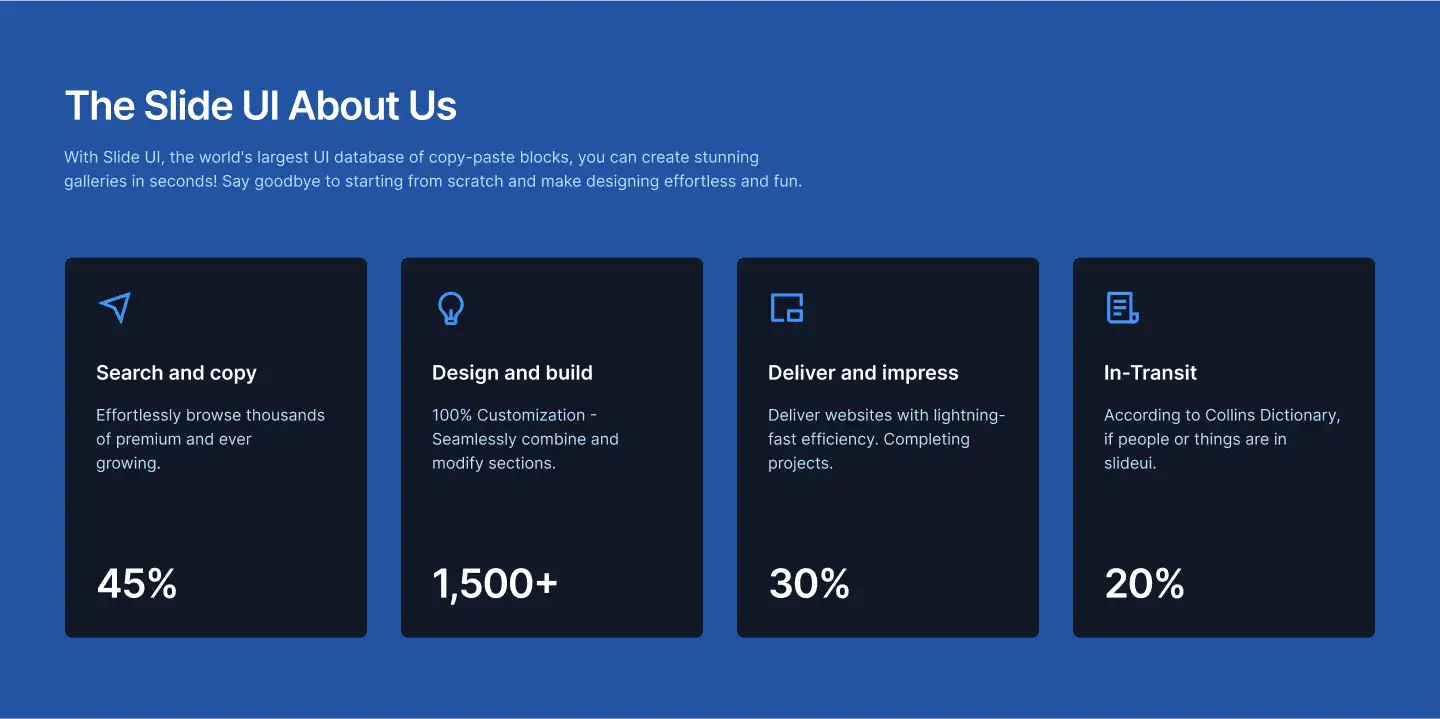 The Slide UI About Us
With Slide UI, the world's largest UI database of copy-paste blocks, you can create stunning
galleries in seconds! Say goodbye to starting from scratch and make designing effortless and fun.
Search and copy
Effortlessly browse thousands
of premium and ever
growing.
45%
Design and build
100% Customization -
Seamlessly combine and
modify sections.
1,500+
Deliver and impress
Deliver websites with lightning-
fast efficiency. Completing
projects.
30%
In-Transit
According to Collins Dictionary,
if people or things are in
slideui.
20%